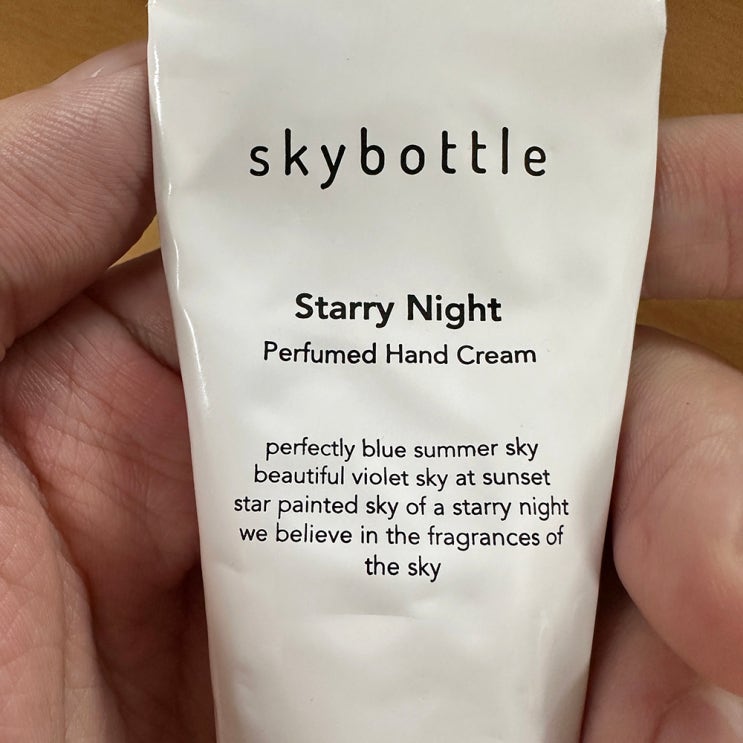 skybottle
Starry Night
Perfumed Hand Cream
perfectly blue summer sky
beautiful violet sky at sunset
star painted sky of a starry night
we believe in the fragrances of
the sky